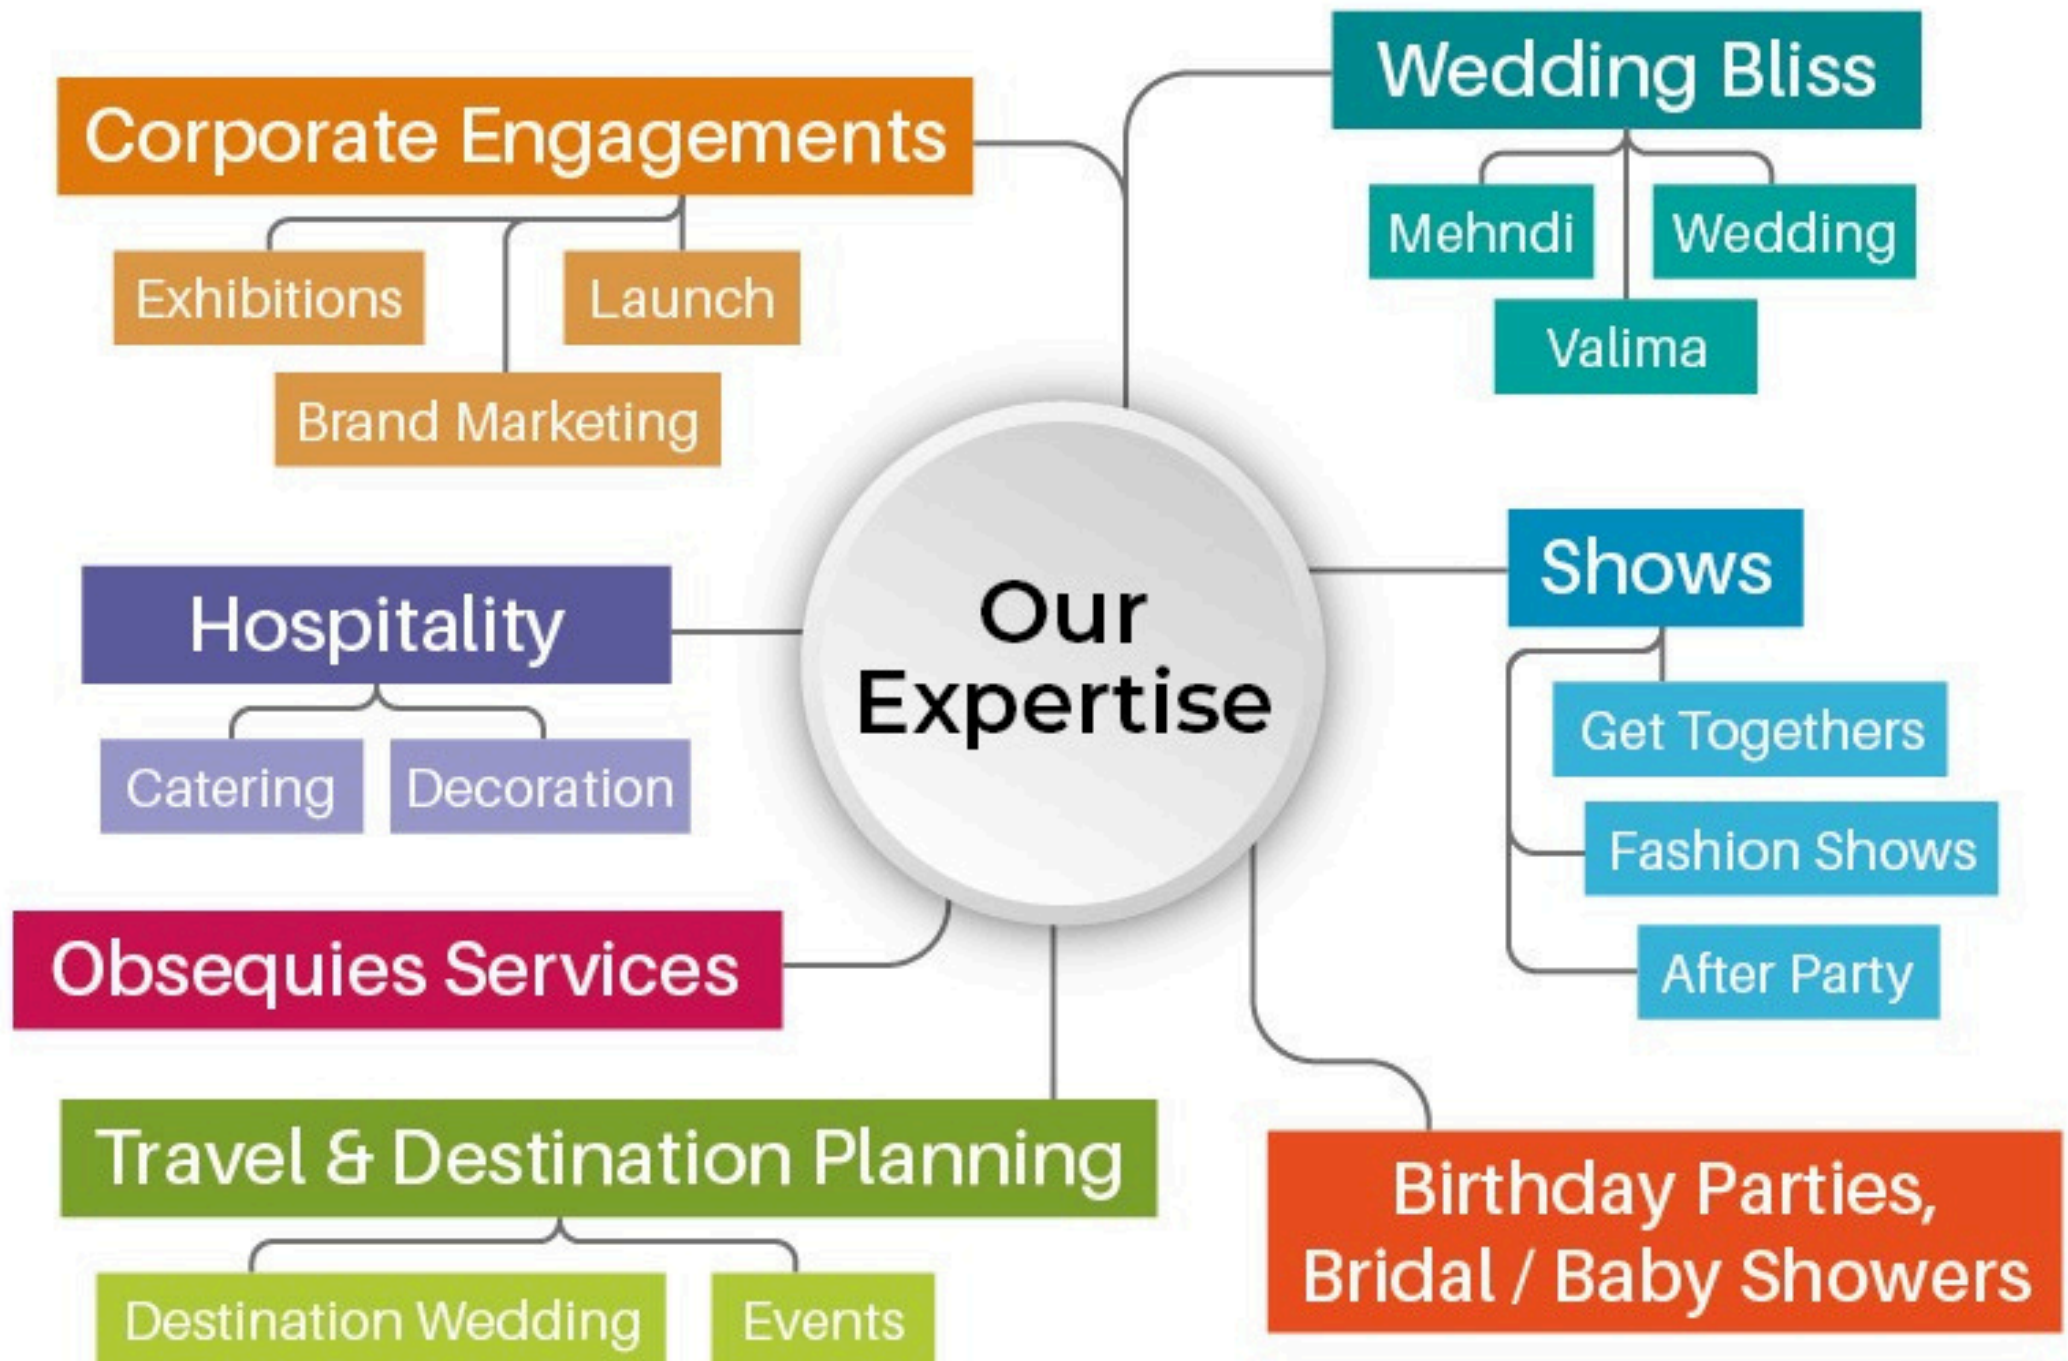 Corporate Engagements
Exhibitions
Launch
Brand Marketing
Wedding Bliss
Mehndi
Wedding
Valima
Our
Expertise
Hospitality
Catering
Decoration
Shows
Get Togethers
Fashion Shows
After Party
Obsequies Services
Travel & Destination Planning
Destination Wedding
Events
Birthday Parties,
Bridal / Baby Showers